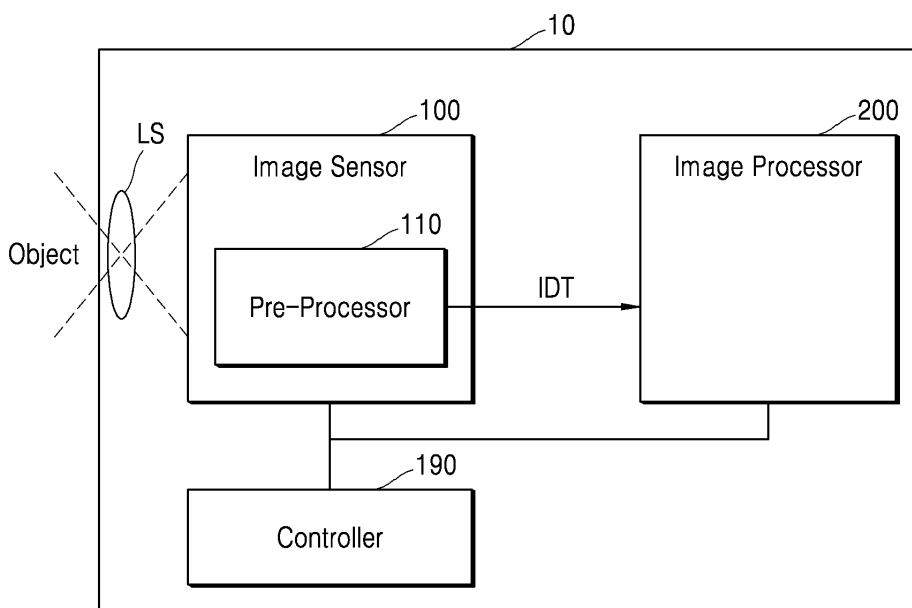 10
100
200
LS
Image Sensor
Image Processor
110
Object
Pre-Processor
IDT
190
Controller